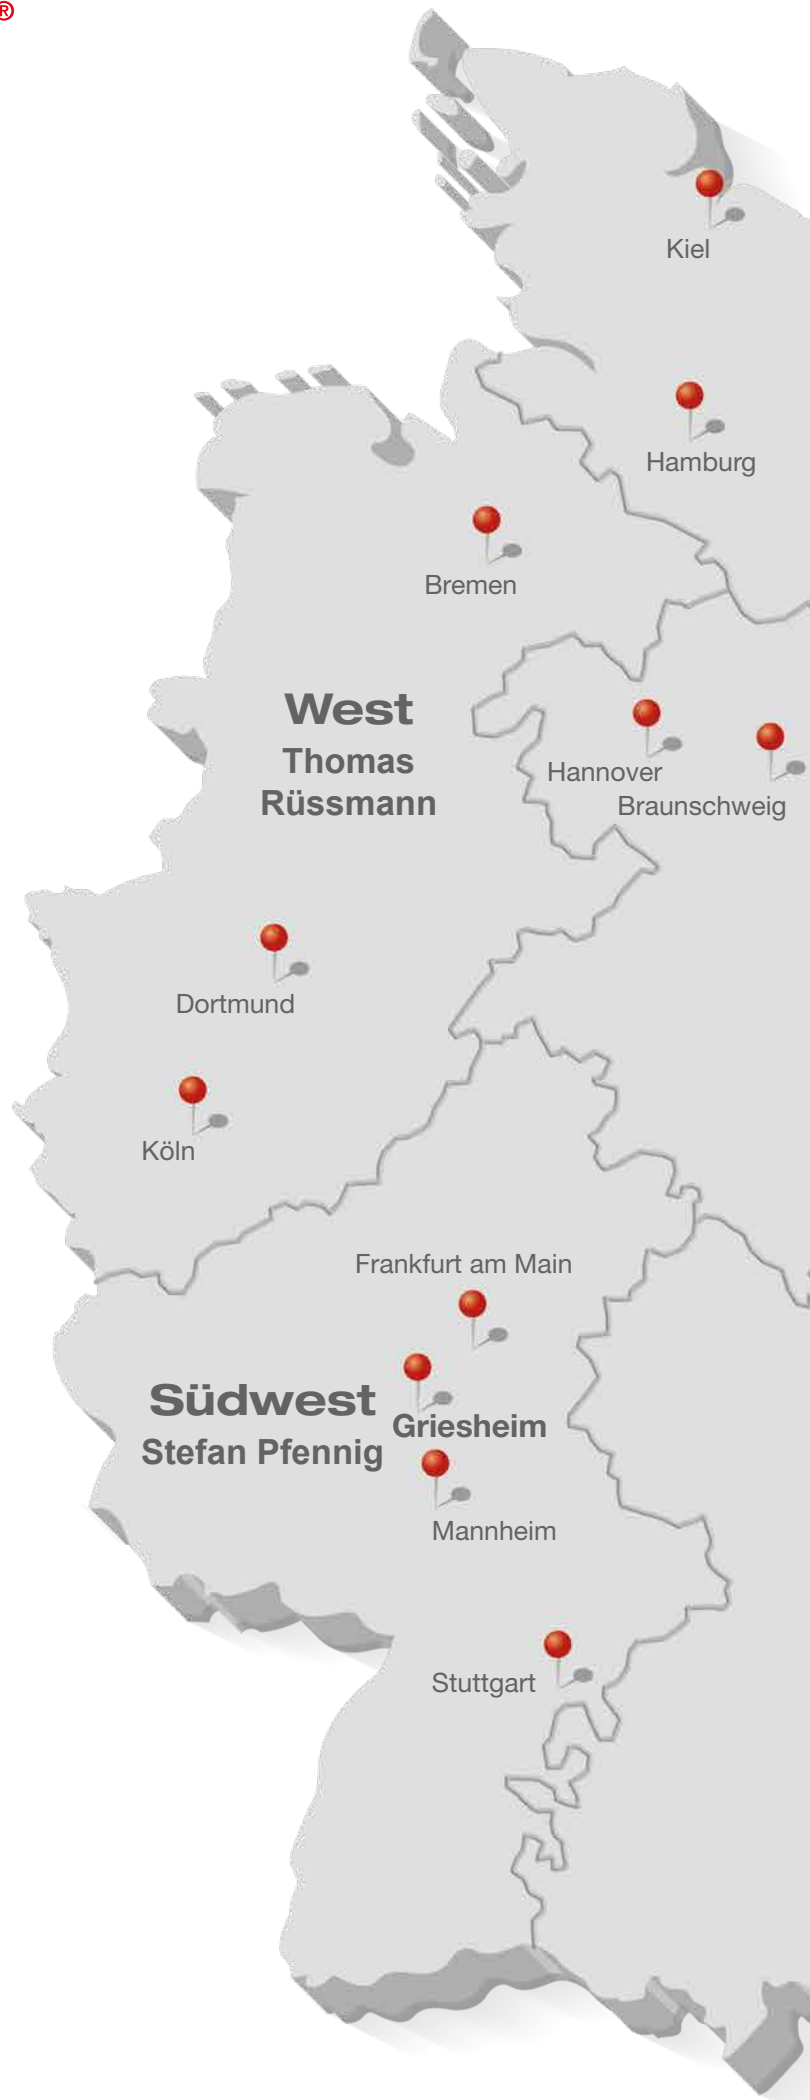 ®
Kiel
Hamburg
Bremen
West
Thomas
Rüssmann
Hannover
Braunschweig
Dortmund
Köln
Frankfurt am Main
Südwest
Griesheim
Stefan Pfennig
Mannheim
Stuttgart